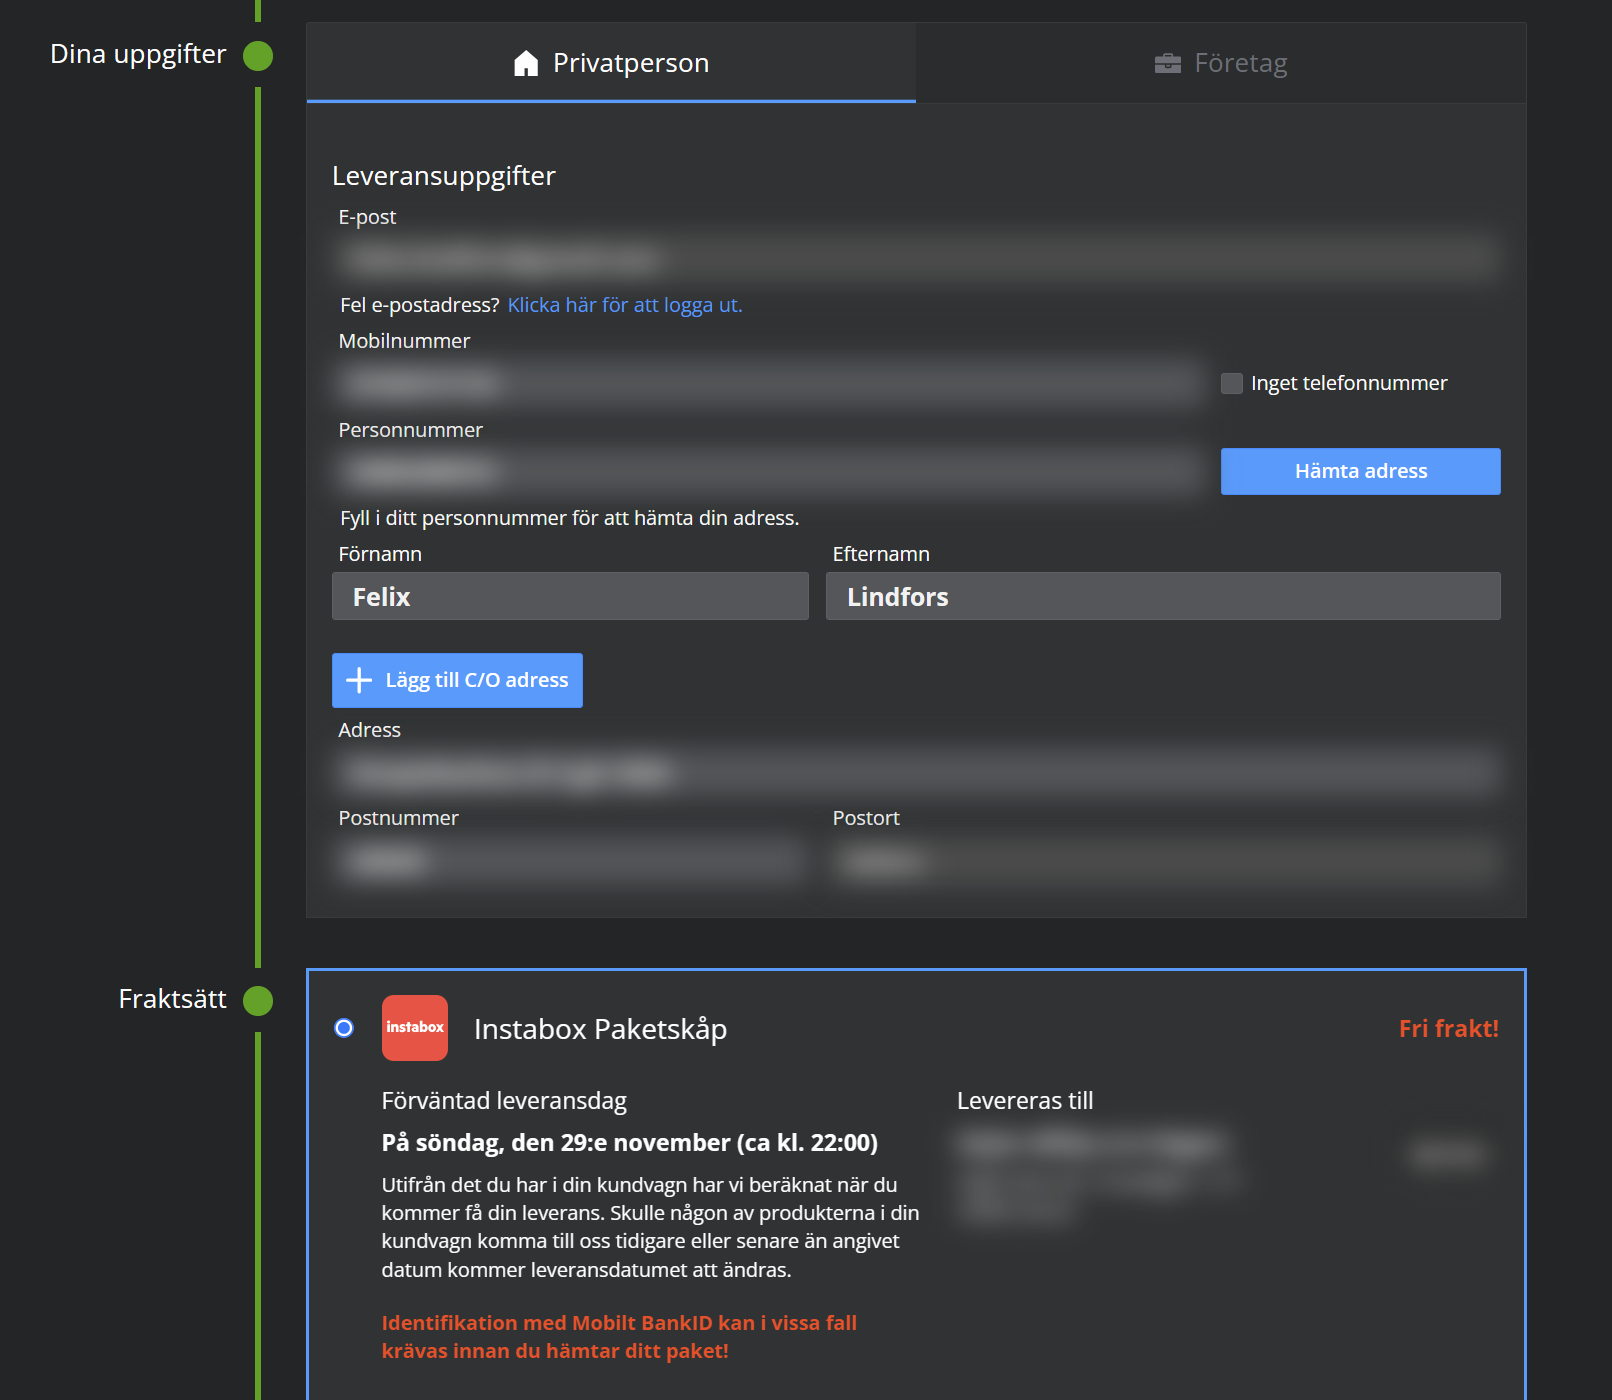 Dina uppgifter
Privatperson
Företag
Leveransuppgifter
E-post
Fel e-postadress? Klicka här för att logga ut.
Mobilnummer
Inget telefonnummer
Personnummer
Hämta adress
Fyll i ditt personnummer för att hämta din adress.
Förnamn
Efternamn
Felix
Lindfors
Lägg till C/O adress
Adress
Postnummer
Postort
Fraktsätt
instabox
Instabox Paketskåp
Fri frakt!
Förväntad leveransdag
På söndag, den 29:e november (ca kl. 22:00)
Utifrån det du har i din kundvagn har vi beräknat när du
kommer få din leverans. Skulle någon av produkterna i din
kundvagn komma till oss tidigare eller senare än angivet
datum kommer leveransdatumet att ändras.
Identifikation med Mobilt BankID kan i vissa fall
krävas innan du hämtar ditt paket!
Levereras till